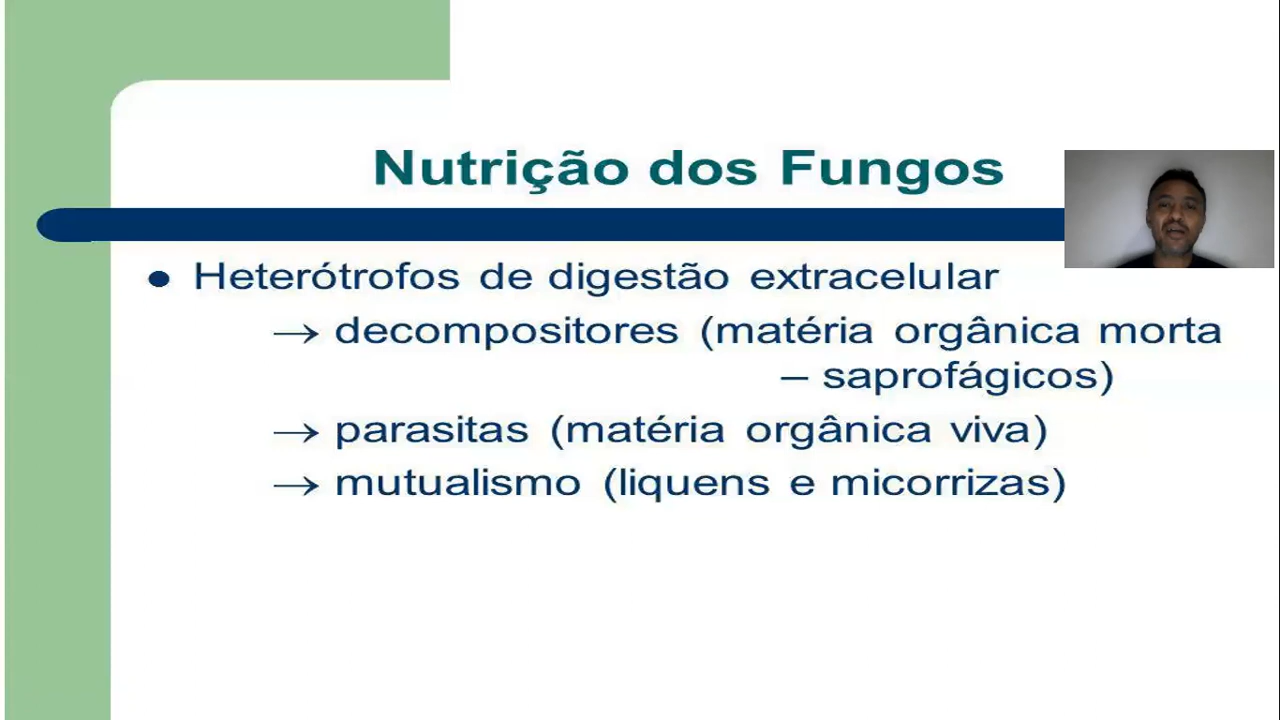 Nutrição dos Fungos
• Heterótrofos de digestão extracelular
→ decompositores (matéria orgânica morta
– saprofágicos)
→ parasitas (matéria orgânica viva)
→ mutualismo (liquens e micorrizas)